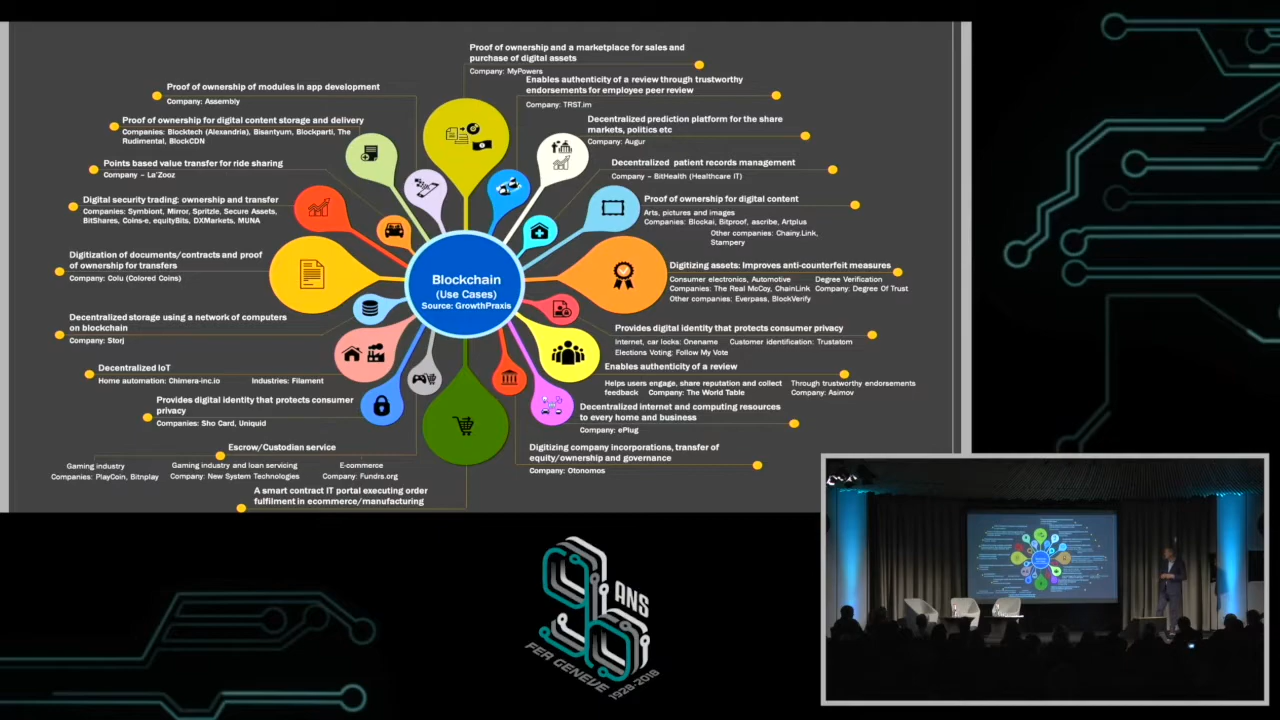 Proof of ownership and a marketplace for sales and
purchase of digital assets
Company: MyPowers
Enables authenticity of a review through trustworthy
endorsements for employee peer review
Company: TRST.im
Decentralized prediction platform for the share
markets, politics etc
Company: Augur
Decentralized patient records management
Company – BitHealth (Healthcare IT)
Proof of ownership for digital content
Arts, pictures and images
Companies: Blockai, Bitproof, ascribe, Artplus
Other companies: Chainy.Link,
Stampery
Digitizing assets: Improves anti-counterfeit measures
Consumer electronics, Automotive Degree Verification
Companies: The Real McCoy, ChainLink Company: Degree Of Trust
Other companies: Everpass, BlockVerify
Provides digital identity that protects consumer privacy
Internet, car locks: Onename Customer identification: Trustatom
Elections Voting: Follow My Vote
Enables authenticity of a review
Helps users engage, share reputation and collect Through trustworthy endorsements
feedback Company: The World Table Company: Asimov
Decentralized internet and computing resources
to every home and business
Company: ePlug
Digitizing company incorporations, transfer of
equity/ownership and governance
Company: Otonomos
Proof of ownership of modules in app development
Company: Assembly
Proof of ownership for digital content storage and delivery
Companies: Blocktech (Alexandria), Bisantyum, Blockparti, The
Rudimental, BlockCDN
Points based value transfer for ride sharing
Company – La'Zooz
Digital security trading: ownership and transfer
Companies: Symbiont, Mirror, Spritzle, Secure Assets,
BitShares, Coins-e, equityBits, DXMarkets, MUNA
Digitization of documents/contracts and proof
of ownership for transfers
Company: Colu (Colored Coins)
Decentralized storage using a network of computers
on blockchain
Company: Storj
Decentralized IoT
Home automation: Chimera-inc.io Industries: Filament
Provides digital identity that protects consumer
privacy
Companies: Sho Card, Uniquid
Escrow/Custodian service
Gaming industry Gaming industry and loan servicing E-commerce
Companies: PlayCoin, Bitnplay Company: New System Technologies Company: Fundrs.org
A smart contract IT portal executing order
fulfilment in ecommerce/manufacturing
Blockchain
(Use Cases)
Source: GrowthPraxis
90 ANS
FER GENEVE 1928-2018